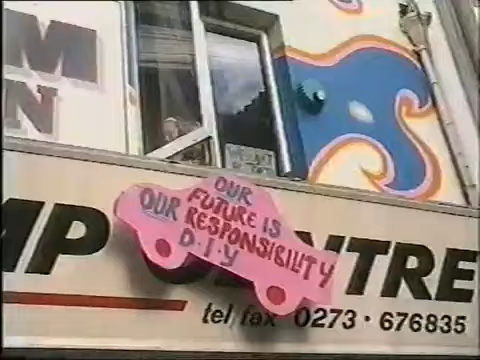 M
N
OUR
FUTURE IS
OUR RESPONSIBILITY
D·I·Y
MP NTRE
tel fax 0273·676835